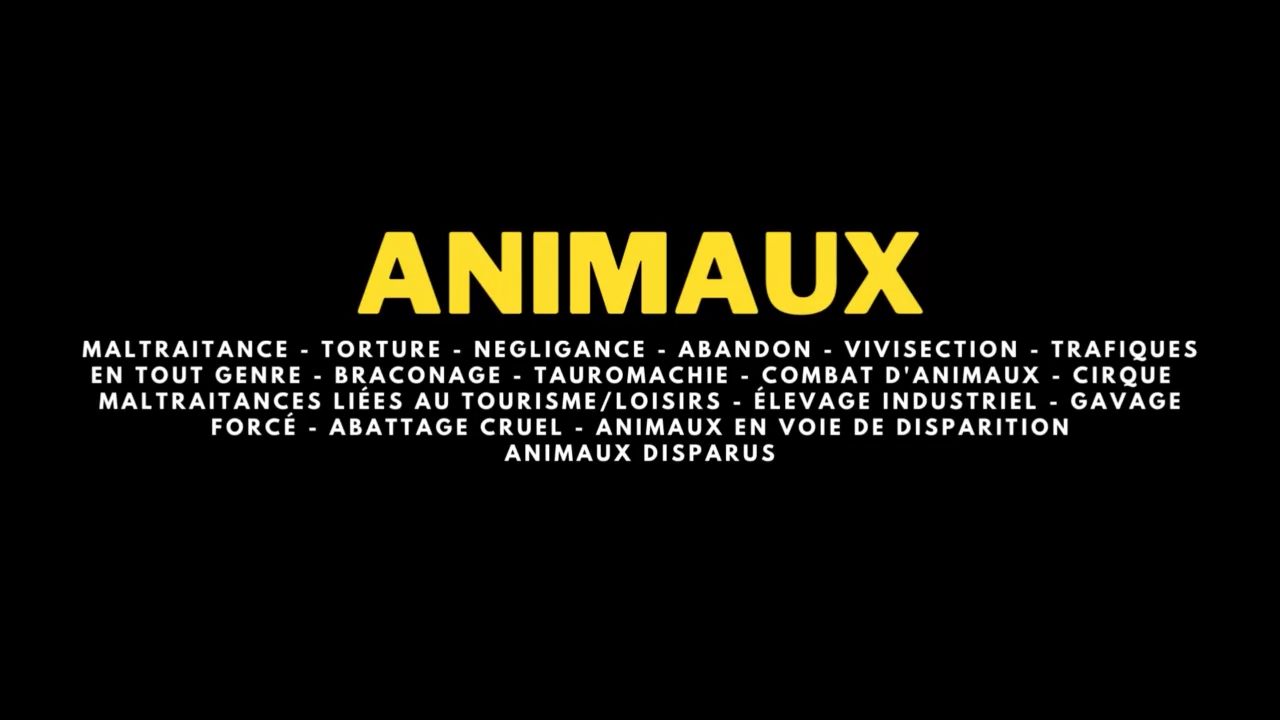 ANIMAUX
MALTRAITANCE - TORTURE - NEGLIGANCE - ABANDON - VIVISECTION - TRAFIQUES
EN TOUT GENRE - BRACONAGE - TAUROMACHIE - COMBAT D'ANIMAUX - CIRQUE
MALTRAITANCES LIÉES AU TOURISME/LOISIRS - ÉLEVAGE INDUSTRIEL - GAVAGE
FORCÉ - ABATTAGE CRUEL - ANIMAUX EN VOIE DE DISPARITION
ANIMAUX DISPARUS